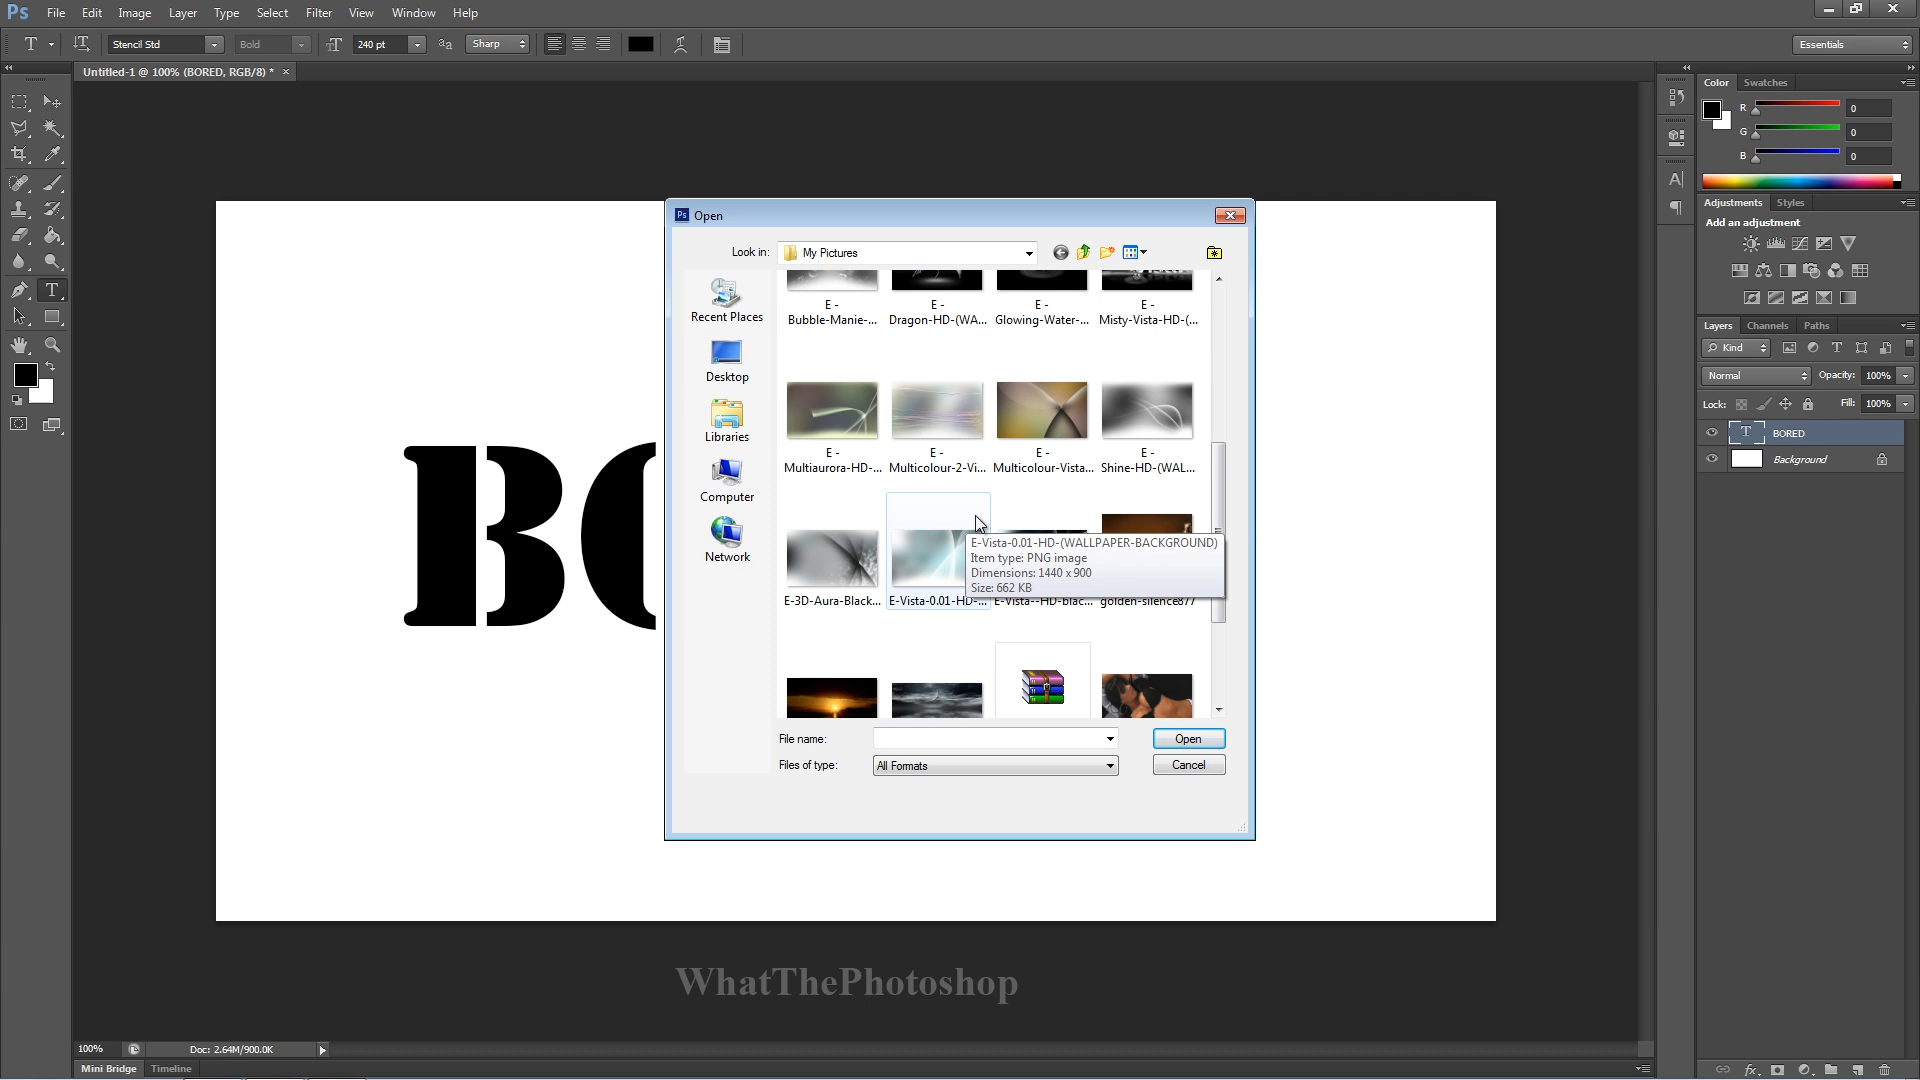 Ps File Edit Image Layer Type Select Filter View Window Help
T Stencil Std Bold 240 pt aa Sharp Essentials
Untitled-1 @ 100% (BORED, RGB/8) * ×
Color Swatches
R 0
G 0
B 0
Adjustments Styles
Add an adjustment
Layers Channels Paths
Kind
Normal Opacity: 100%
Lock: Fill: 100%
T BORED
Background
Ps Open
Look in: My Pictures
Recent Places
Desktop
Libraries
Computer
Network
E - Bubble-Manie-...
E - Dragon-HD-(WA...
E - Glowing-Water-...
E - Misty-Vista-HD-(...
E - Multiaurora-HD-...
E - Multicolour-2-Vi...
E - Multicolour-Vista...
E - Shine-HD-(WAL...
E-3D-Aura-Black...
E-Vista-0.01-HD-...
E-Vista--HD-blac...
golden-silence877
E-Vista-0.01-HD-(WALLPAPER-BACKGROUND)
Item type: PNG image
Dimensions: 1440 x 900
Size: 662 KB
File name: Open
Files of type: All Formats Cancel
WhatThePhotoshop
100% Doc: 2.64M/900.0K
Mini Bridge Timeline